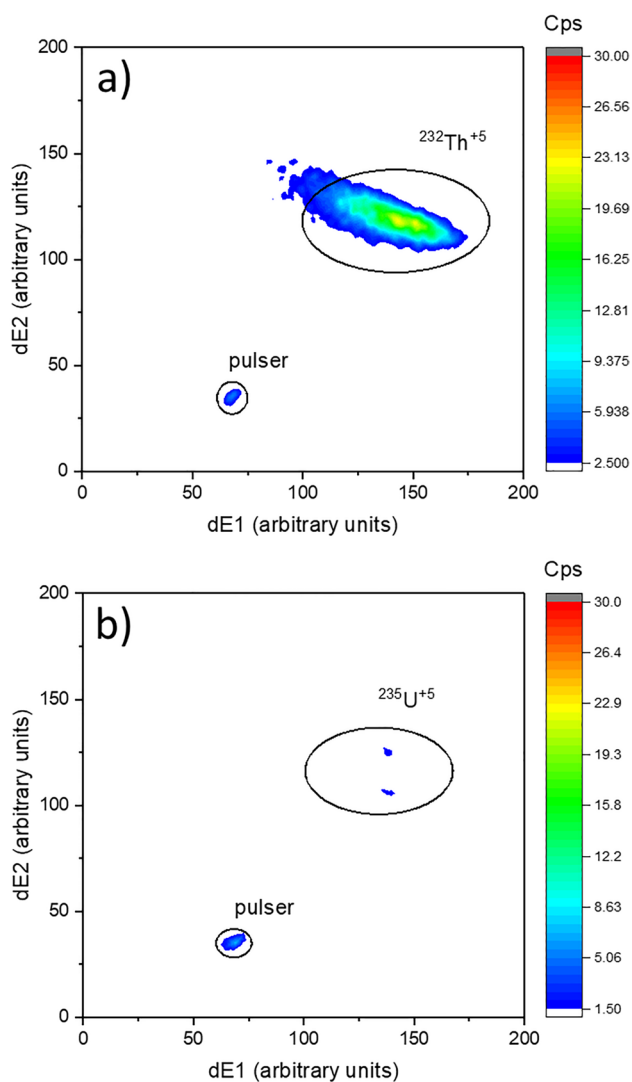 Cps
a)
200
150
100
50
0
dE2 (arbitrary units)
²³²Th⁺⁵
pulser
0 50 100 150 200
dE1 (arbitrary units)
30.00
26.56
23.13
19.69
16.25
12.81
9.375
5.938
2.500
Cps
b)
200
150
100
50
0
dE2 (arbitrary units)
²³⁵U⁺⁵
pulser
0 50 100 150 200
dE1 (arbitrary units)
30.0
26.4
22.9
19.3
15.8
12.2
8.63
5.06
1.50